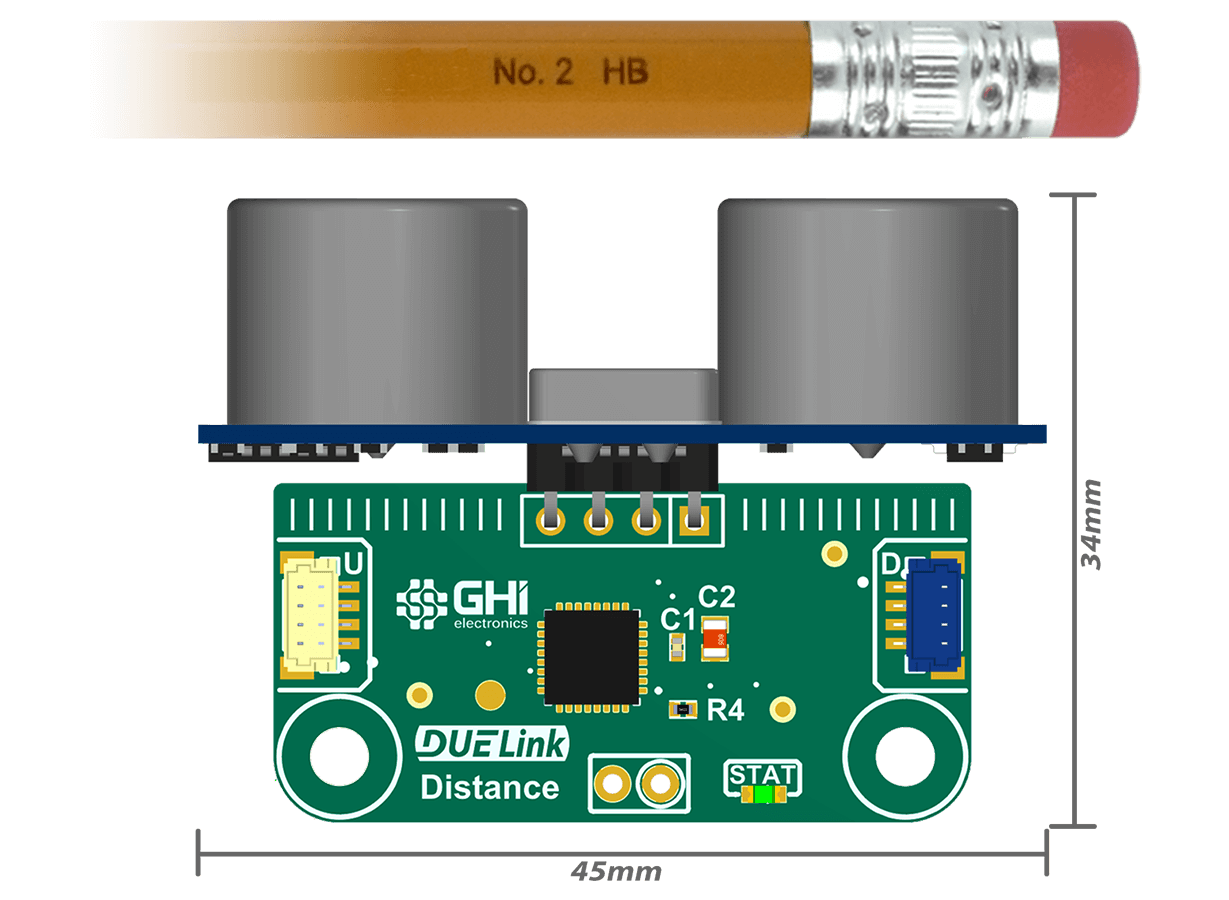 No. 2 HB
34mm
U
D
GHI
electronics
C1
C2
R4
DUELink
Distance
STAT
45mm